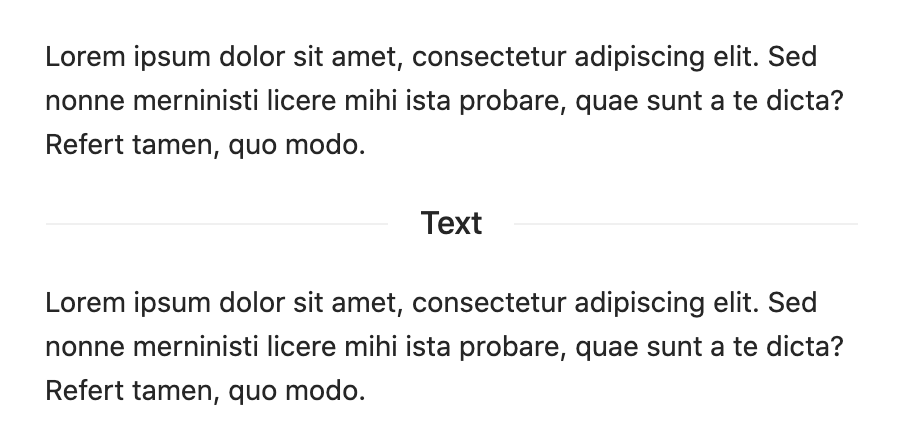 Lorem ipsum dolor sit amet, consectetur adipiscing elit. Sed
nonne merninisti licere mihi ista probare, quae sunt a te dicta?
Refert tamen, quo modo.
Text
Lorem ipsum dolor sit amet, consectetur adipiscing elit. Sed
nonne merninisti licere mihi ista probare, quae sunt a te dicta?
Refert tamen, quo modo.